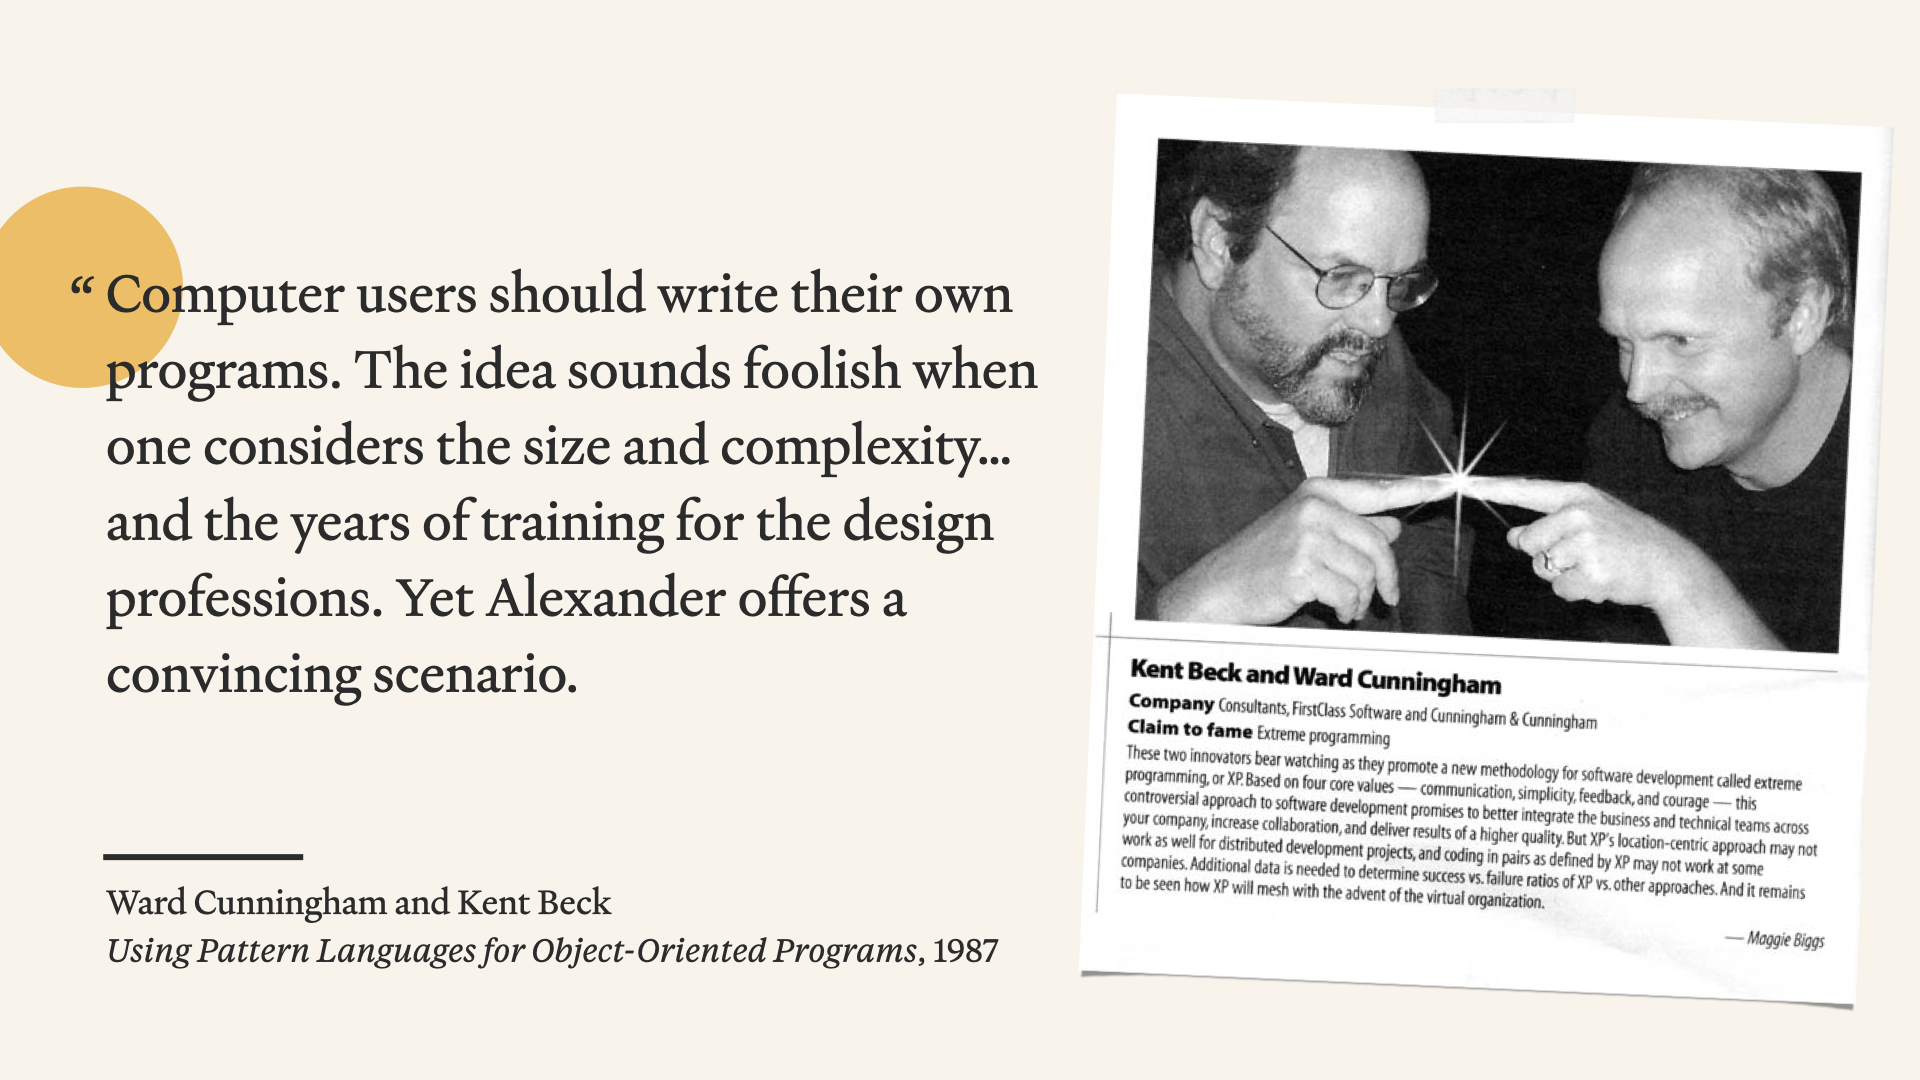 “ Computer users should write their own
programs. The idea sounds foolish when
one considers the size and complexity...
and the years of training for the design
professions. Yet Alexander offers a
convincing scenario.
Ward Cunningham and Kent Beck
Using Pattern Languages for Object-Oriented Programs, 1987
Kent Beck and Ward Cunningham
Company Consultants, FirstClass Software and Cunningham & Cunningham
Claim to fame Extreme programming
These two innovators bear watching as they promote a new methodology for software development called extreme
programming, or XP. Based on four core values — communication, simplicity, feedback, and courage — this
controversial approach to software development promises to better integrate the business and technical teams across
your company, increase collaboration, and deliver results of a higher quality. But XP's location-centric approach may not
work as well for distributed development projects, and coding in pairs as defined by XP may not work at some
companies. Additional data is needed to determine success vs. failure ratios of XP vs. other approaches. And it remains
to be seen how XP will mesh with the advent of the virtual organization.
— Maggie Biggs